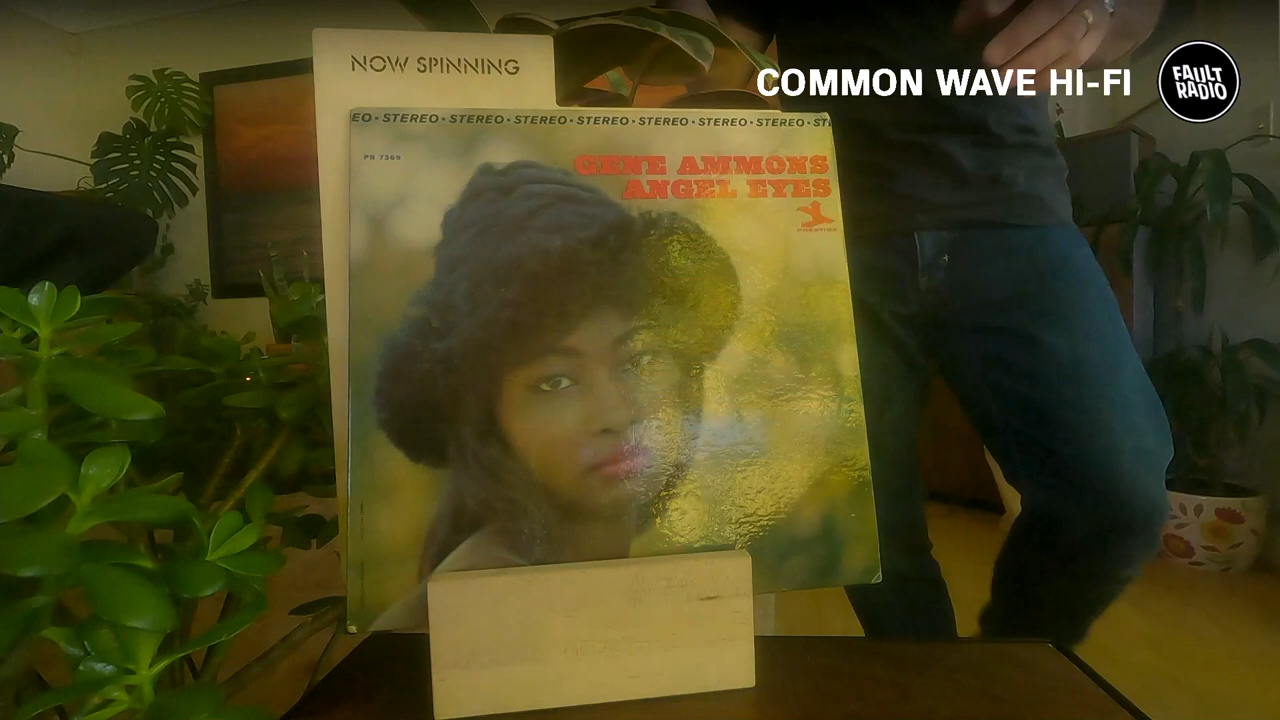 NOW SPINNING
COMMON WAVE HI-FI
FAULT
RADIO
EO • STEREO • STEREO • STEREO • STEREO • STEREO • STEREO • STEREO • STE
PR 7369
GENE AMMONS
ANGEL EYES
PRESTIGE